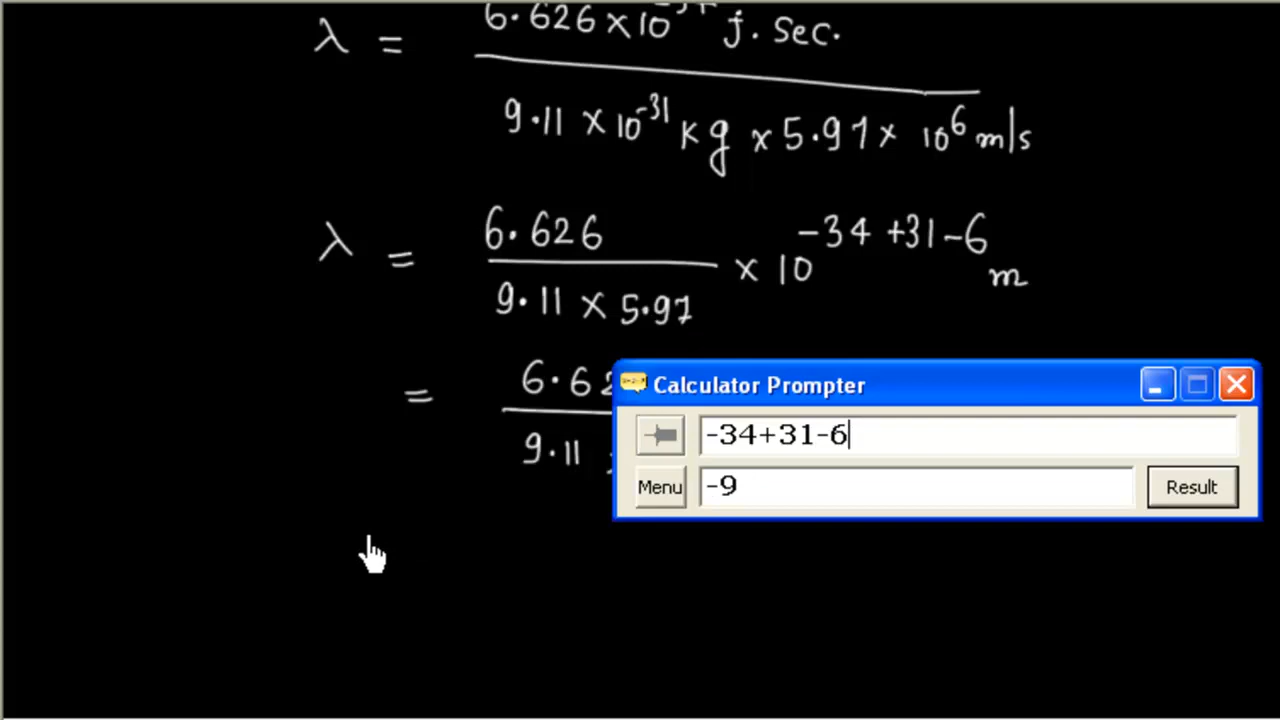 λ = 6.626 × 10⁻³⁴ j. Sec.
9.11 × 10⁻³¹ kg × 5.97 × 10⁶ m/s
λ = 6.626 × 10⁻³⁴ ⁺³¹⁻⁶ m
9.11 × 5.97
= 6.62
9.11
Calculator Prompter
-34+31-6
Menu -9 Result